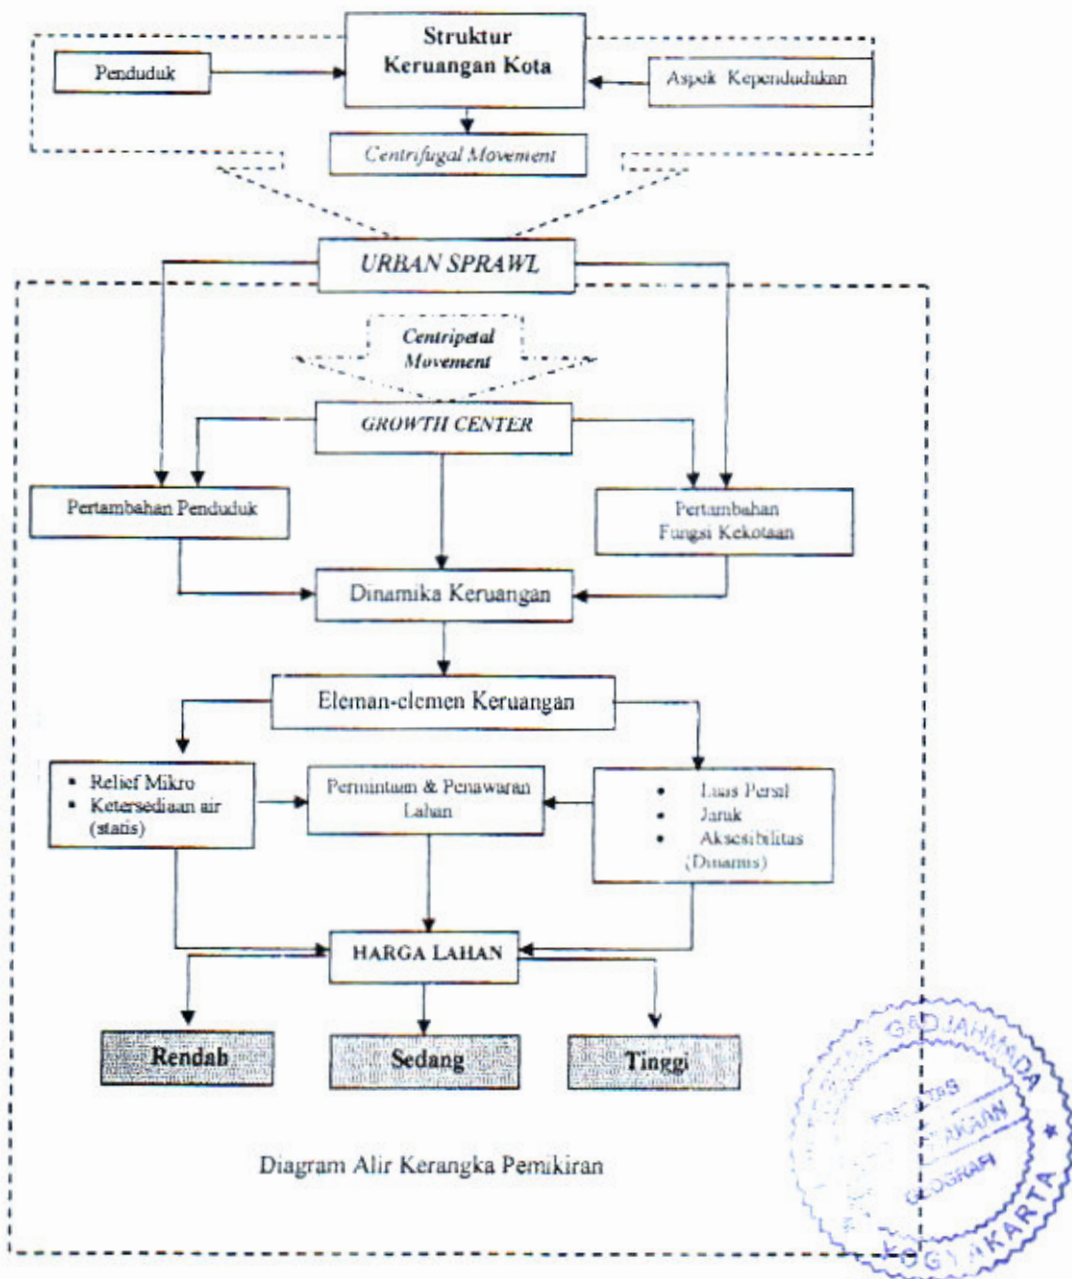 Struktur
Keruangan Kota
Penduduk
Aspek Kependudukan
Centrifugal Movement
URBAN SPRAWL
Centripetal
Movement
GROWTH CENTER
Pertambahan Penduduk
Pertambahan
Fungsi Kekotaan
Dinamika Keruangan
Eleman-elemen Keruangan
▪ Relief Mikro
▪ Ketersediaan air
(statis)
Permintaan & Penawaran
Lahan
• Luas Persil
• Jarak
• Aksesibilitas
(Dinamis)
HARGA LAHAN
Rendah
Sedang
Tinggi
Diagram Alir Kerangka Pemikiran
GADJAHMADA
GEOGRAFI
YOGYAKARTA